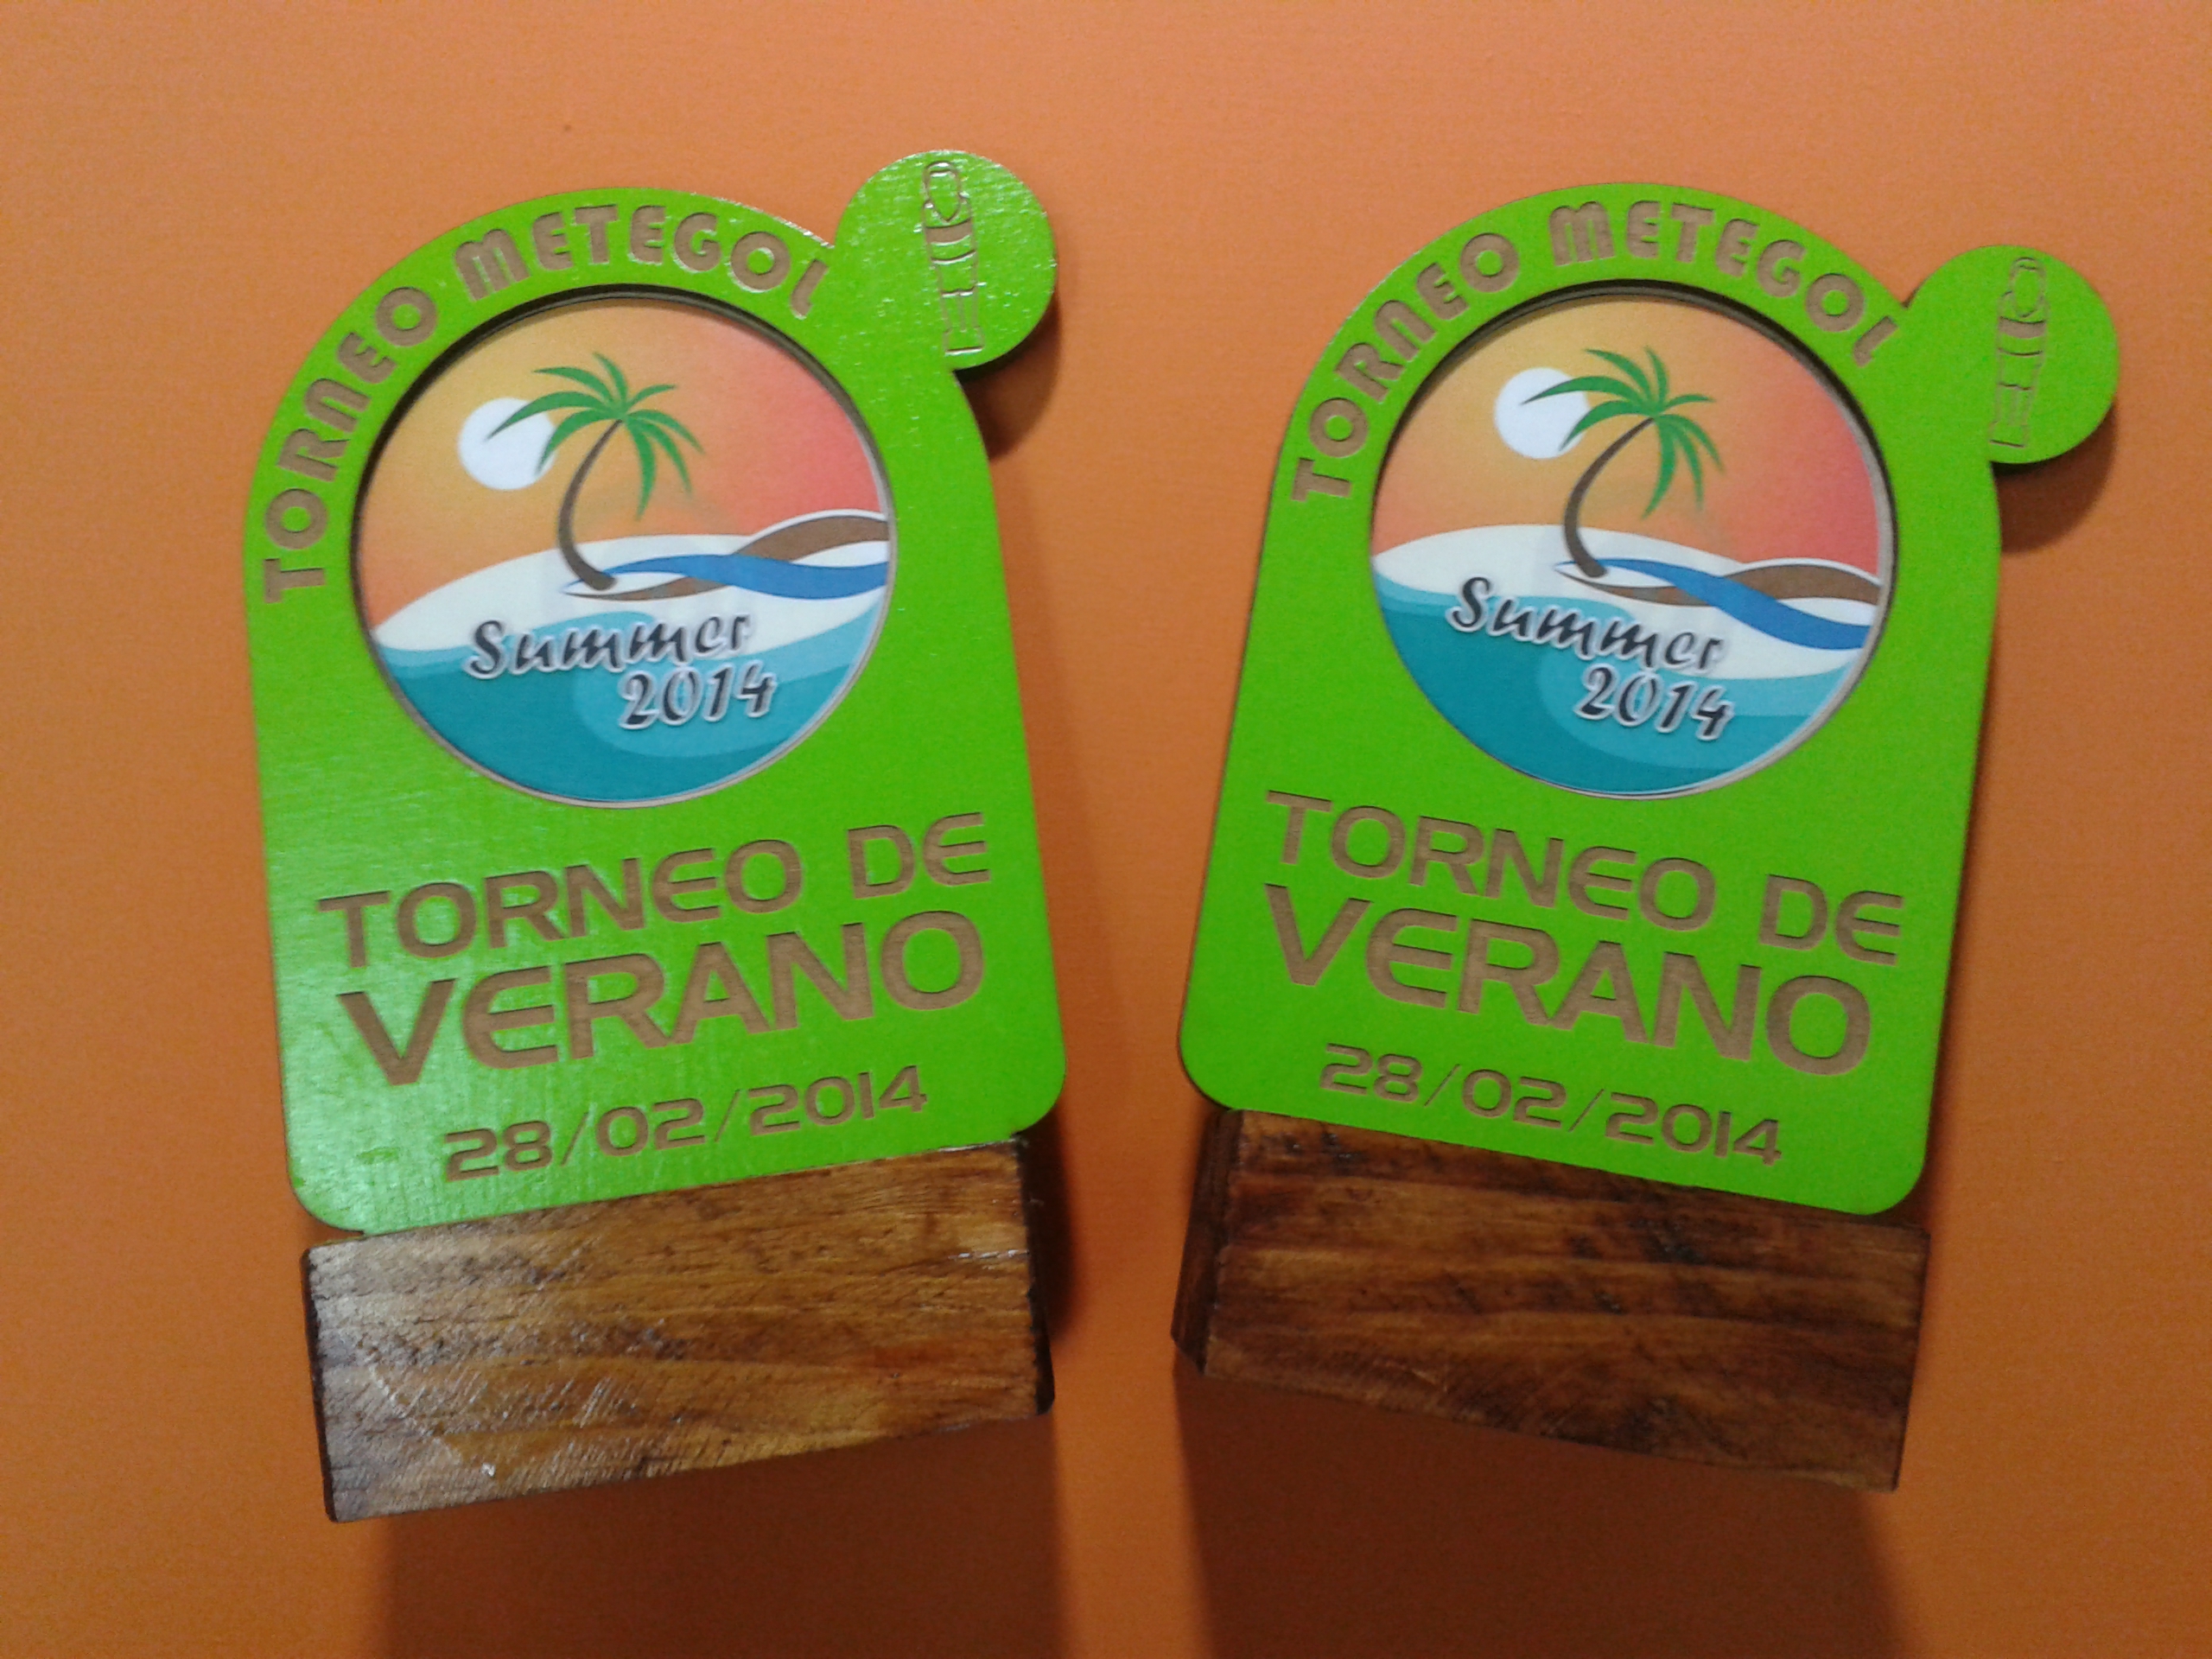 TORNEO METEGOL
Summer
2014
TORNEO DE
VERANO
28/02/2014
TORNEO METEGOL
Summer
2014
TORNEO DE
VERANO
28/02/2014